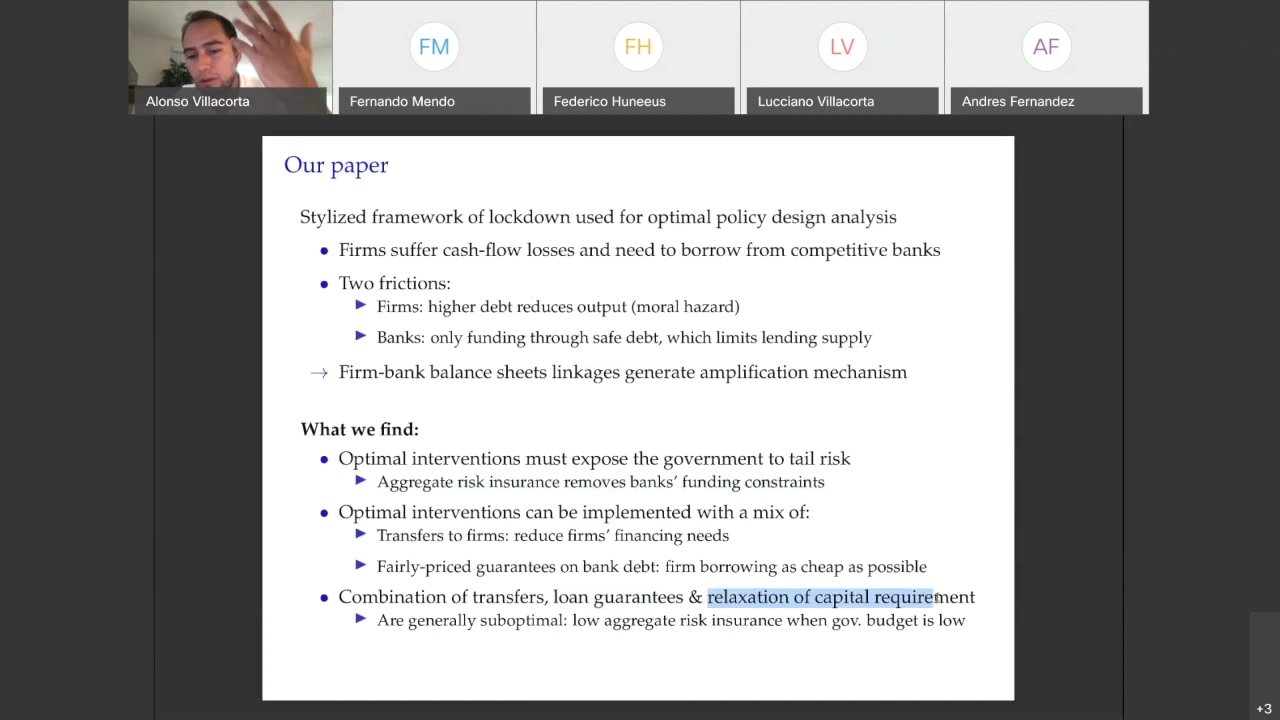 FM
FH
LV
AF
Alonso Villacorta
Fernando Mendo
Federico Huneeus
Lucciano Villacorta
Andres Fernandez
Our paper
Stylized framework of lockdown used for optimal policy design analysis
• Firms suffer cash-flow losses and need to borrow from competitive banks
• Two frictions:
▶ Firms: higher debt reduces output (moral hazard)
▶ Banks: only funding through safe debt, which limits lending supply
→ Firm-bank balance sheets linkages generate amplification mechanism
What we find:
• Optimal interventions must expose the government to tail risk
▶ Aggregate risk insurance removes banks' funding constraints
• Optimal interventions can be implemented with a mix of:
▶ Transfers to firms: reduce firms' financing needs
▶ Fairly-priced guarantees on bank debt: firm borrowing as cheap as possible
• Combination of transfers, loan guarantees & relaxation of capital requirement
▶ Are generally suboptimal: low aggregate risk insurance when gov. budget is low
+3